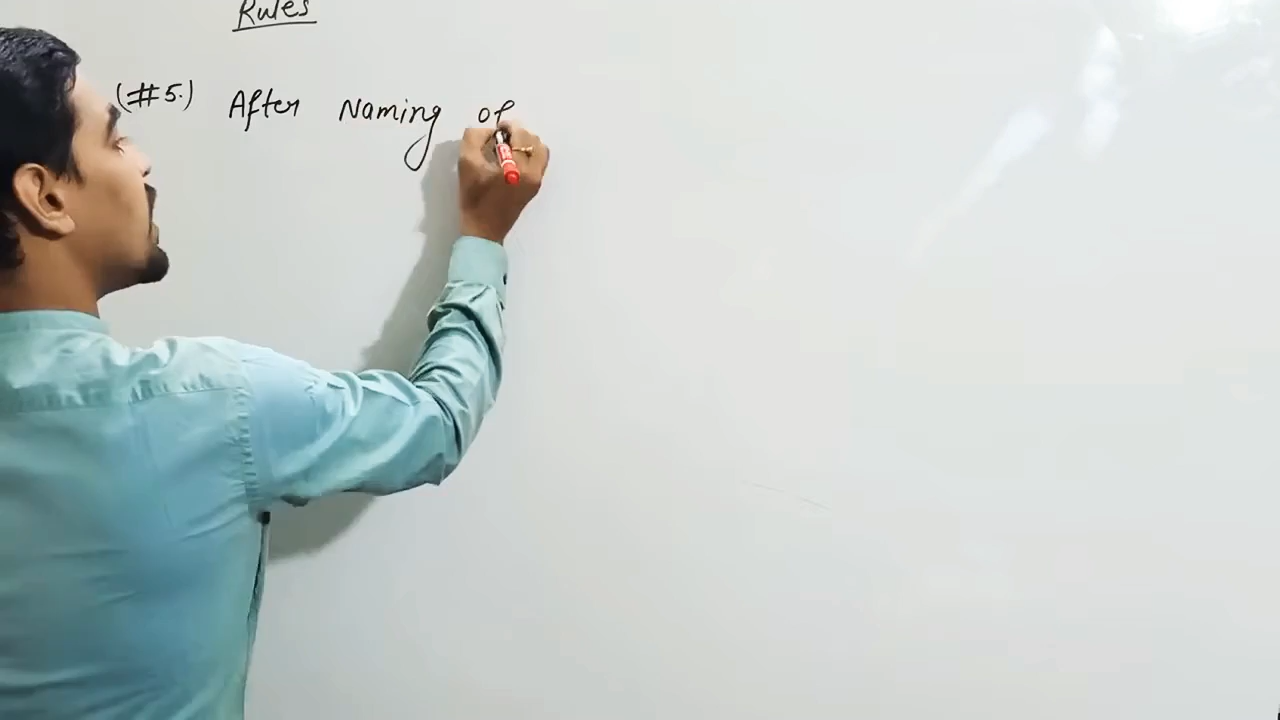 Rules
(#5.) After Naming of